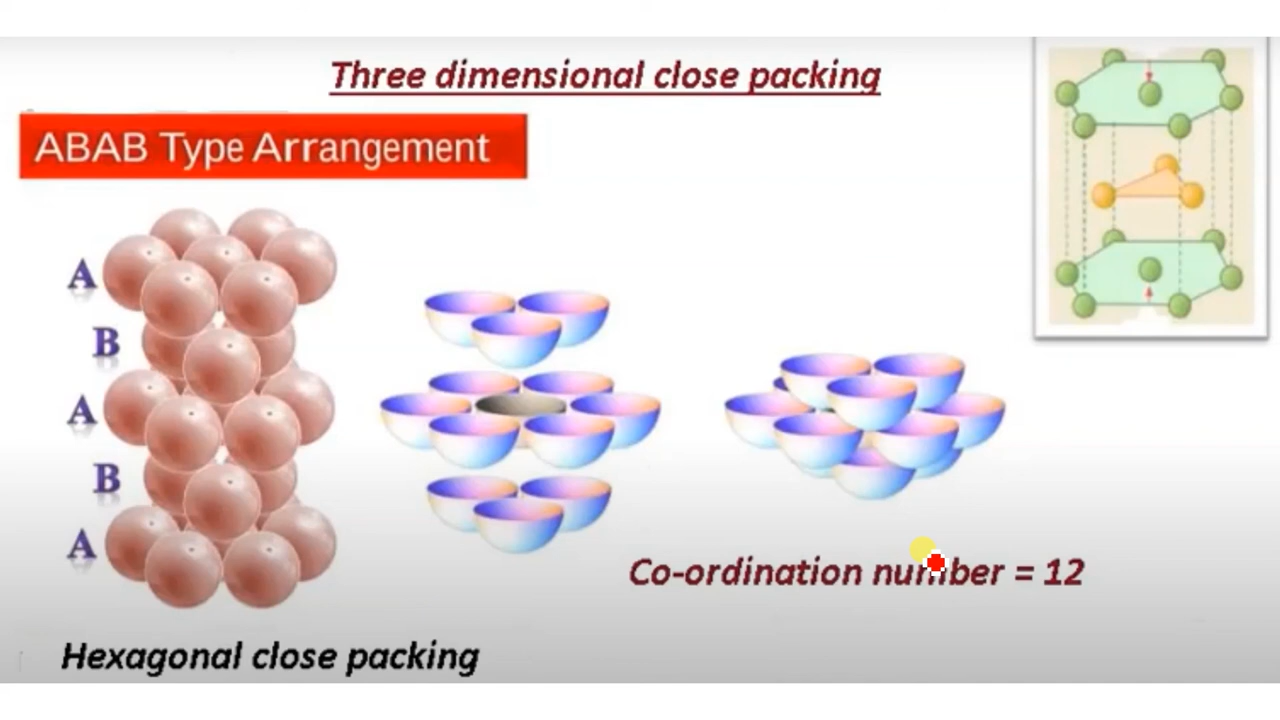 Three dimensional close packing
ABAB Type Arrangement
A
B
A
B
A
Co-ordination number = 12
Hexagonal close packing